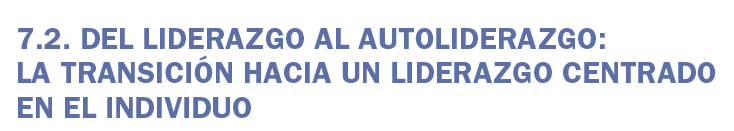 7.2. DEL LIDERAZGO AL AUTOLIDERAZGO:
LA TRANSICIÓN HACIA UN LIDERAZGO CENTRADO
EN EL INDIVIDUO